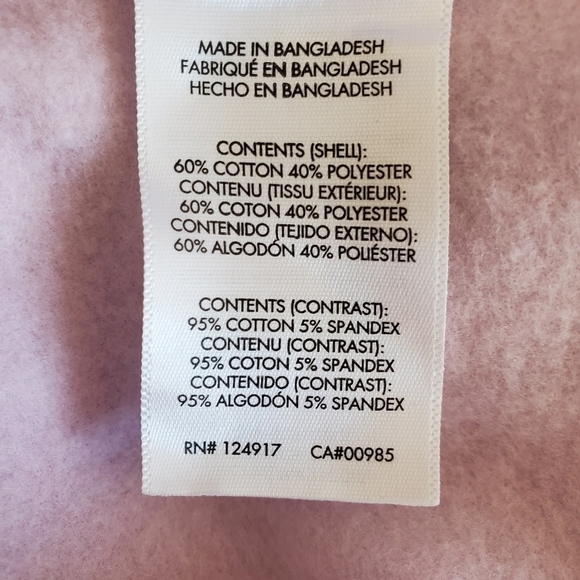 MADE IN BANGLADESH
FABRIQUÉ EN BANGLADESH
HECHO EN BANGLADESH
CONTENTS (SHELL):
60% COTTON 40% POLYESTER
CONTENU (TISSU EXTÉRIEUR):
60% COTON 40% POLYESTER
CONTENIDO (TEJIDO EXTERNO):
60% ALGODÓN 40% POLIÉSTER
CONTENTS (CONTRAST):
95% COTTON 5% SPANDEX
CONTENU (CONTRAST):
95% COTON 5% SPANDEX
CONTENIDO (CONTRAST):
95% ALGODÓN 5% SPANDEX
RN# 124917 CA#00985